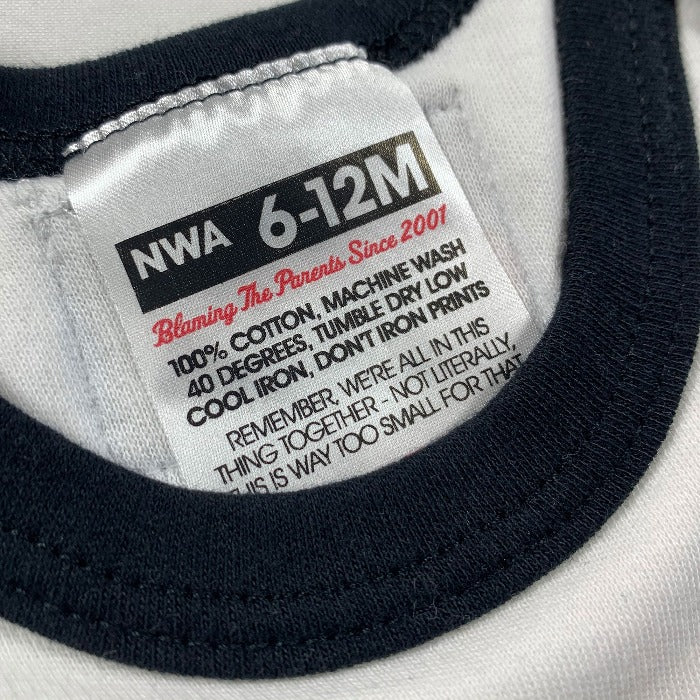 NWA 6-12M
Blaming The Parents Since 2001
100% COTTON, MACHINE WASH
40 DEGREES, TUMBLE DRY LOW
COOL IRON, DON'T IRON PRINTS
REMEMBER, WE'RE ALL IN THIS
THING TOGETHER - NOT LITERALLY,
THIS IS WAY TOO SMALL FOR THAT